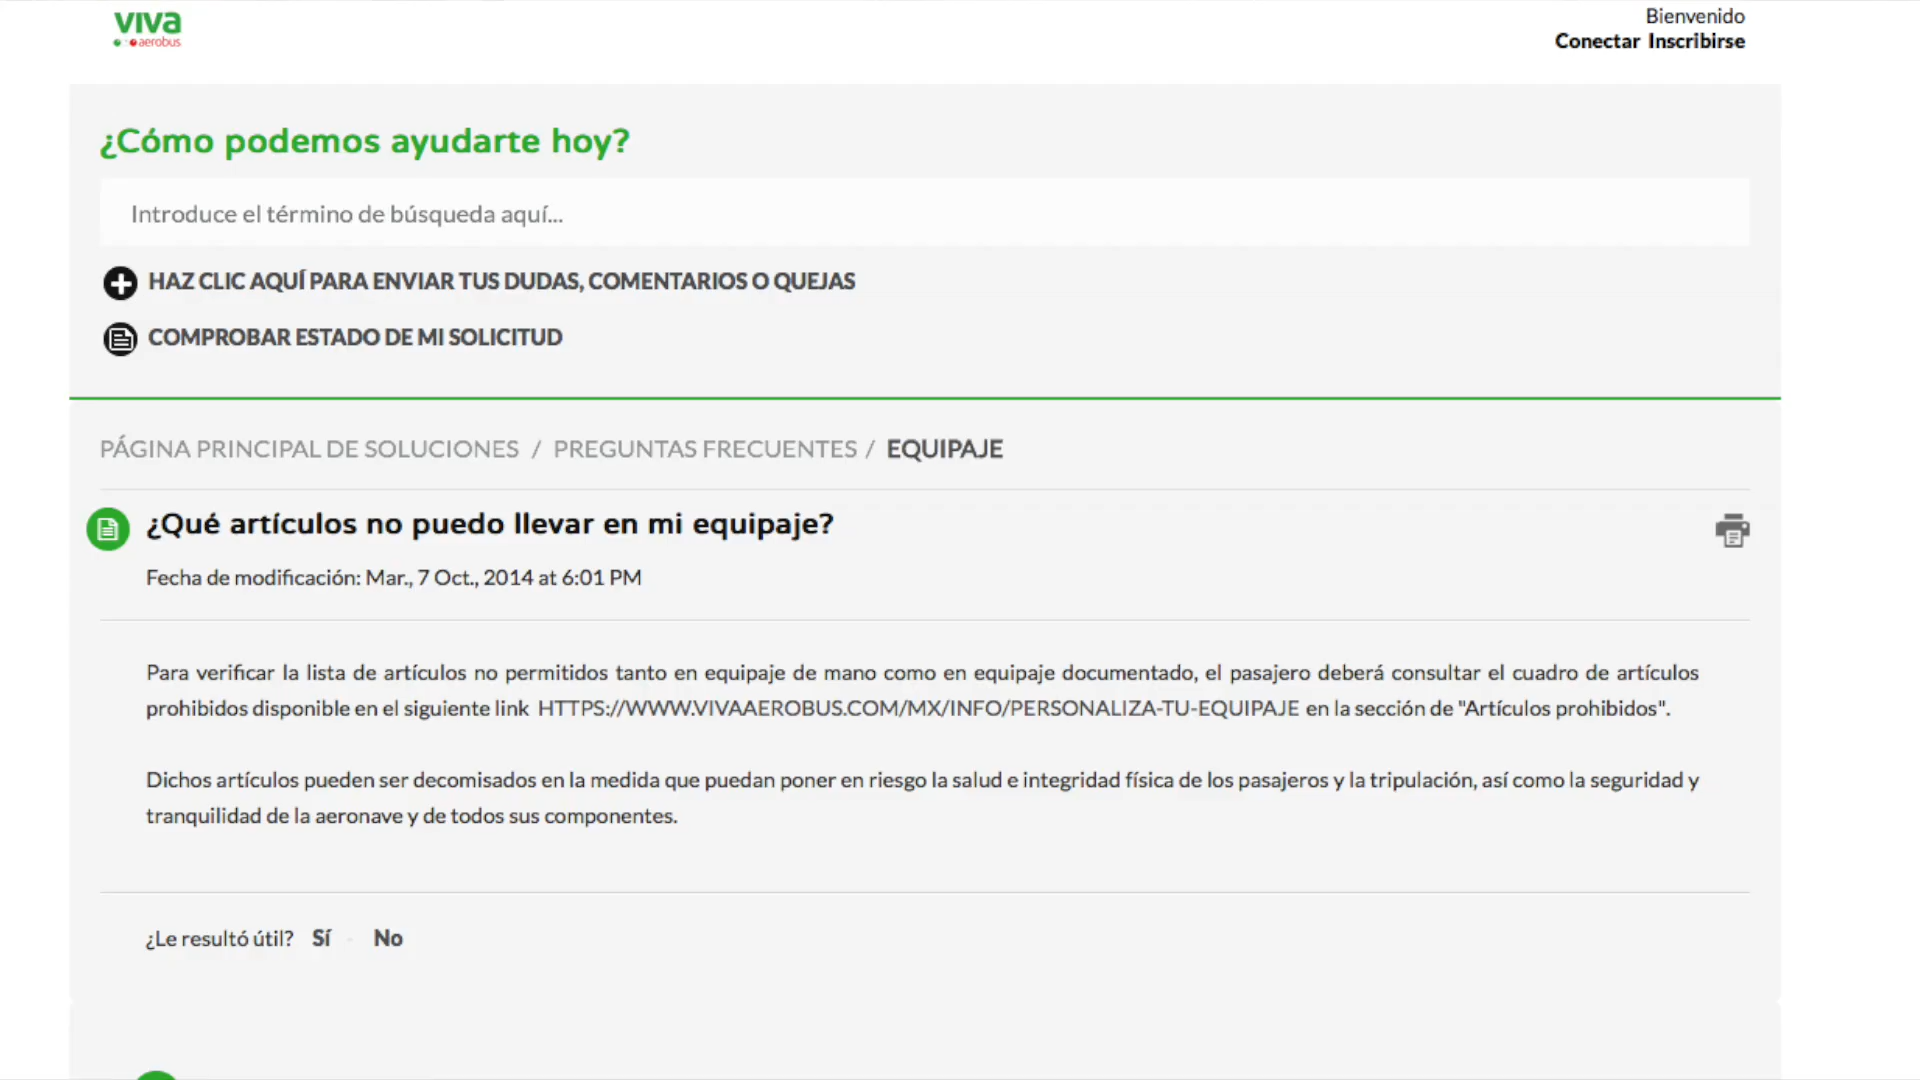 viva
aerobus
Bienvenido
Conectar Inscribirse
¿Cómo podemos ayudarte hoy?
Introduce el término de búsqueda aquí...
HAZ CLIC AQUÍ PARA ENVIAR TUS DUDAS, COMENTARIOS O QUEJAS
COMPROBAR ESTADO DE MI SOLICITUD
PÁGINA PRINCIPAL DE SOLUCIONES / PREGUNTAS FRECUENTES / EQUIPAJE
¿Qué artículos no puedo llevar en mi equipaje?
Fecha de modificación: Mar., 7 Oct., 2014 at 6:01 PM
Para verificar la lista de artículos no permitidos tanto en equipaje de mano como en equipaje documentado, el pasajero deberá consultar el cuadro de artículos
prohibidos disponible en el siguiente link HTTPS://WWW.VIVAAEROBUS.COM/MX/INFO/PERSONALIZA-TU-EQUIPAJE en la sección de "Artículos prohibidos".
Dichos artículos pueden ser decomisados en la medida que puedan poner en riesgo la salud e integridad física de los pasajeros y la tripulación, así como la seguridad y
tranquilidad de la aeronave y de todos sus componentes.
¿Le resultó útil? Sí - No